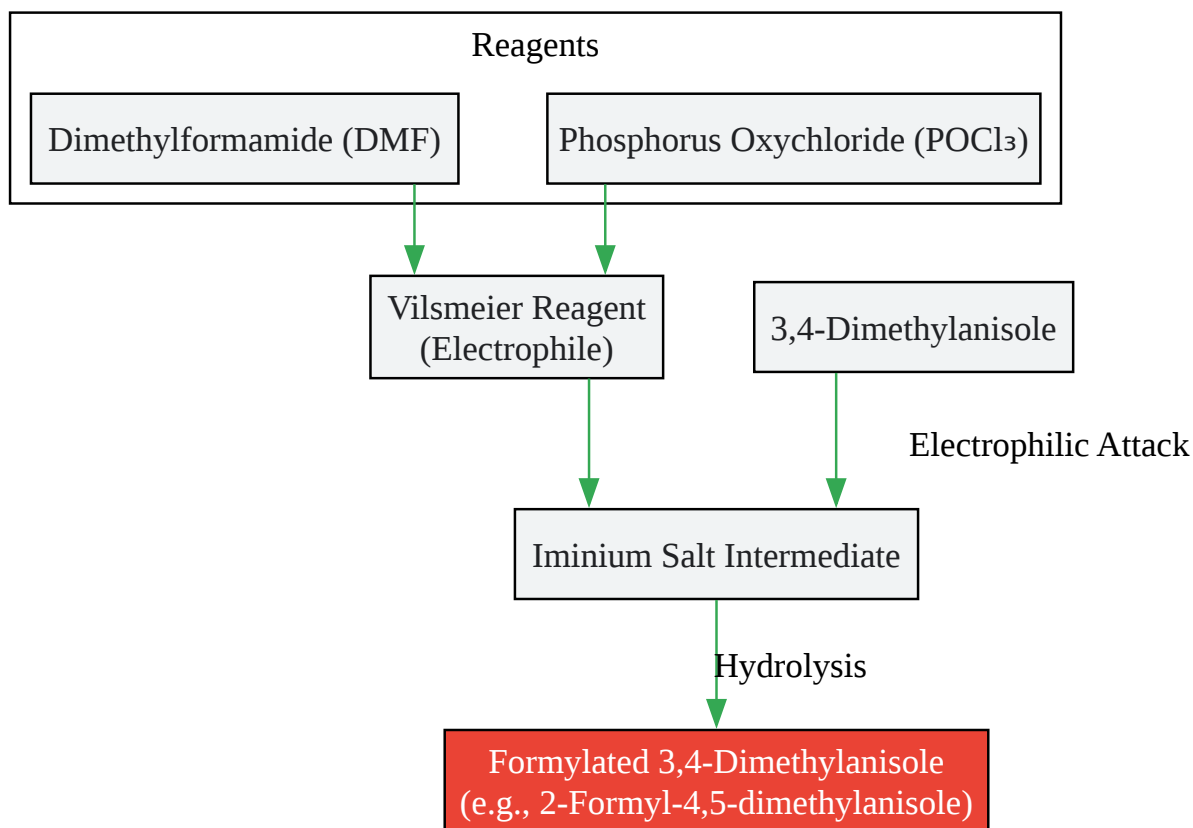 Reagents
Dimethylformamide (DMF)
Phosphorus Oxychloride (POCl₃)
Vilsmeier Reagent
(Electrophile)
3,4-Dimethylanisole
Electrophilic Attack
Iminium Salt Intermediate
Hydrolysis
Formylated 3,4-Dimethylanisole
(e.g., 2-Formyl-4,5-dimethylanisole)